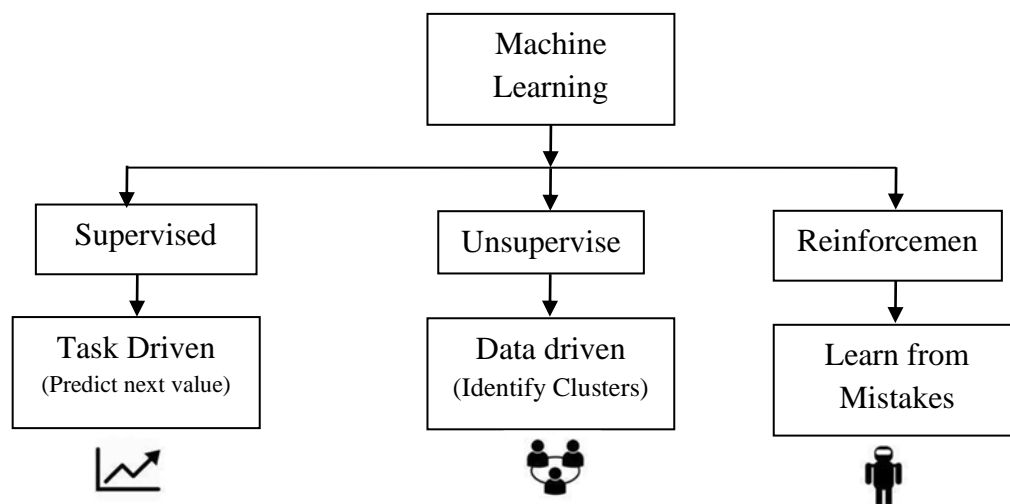 Machine
Learning
Supervised
Unsupervise
Reinforcemen
Task Driven
(Predict next value)
Data driven
(Identify Clusters)
Learn from
Mistakes